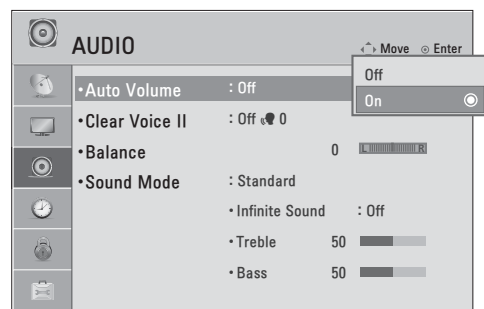 AUDIO
Move Enter
• Auto Volume : Off
Off
On
• Clear Voice II : Off 0
• Balance 0 L R
• Sound Mode : Standard
• Infinite Sound : Off
• Treble 50
• Bass 50